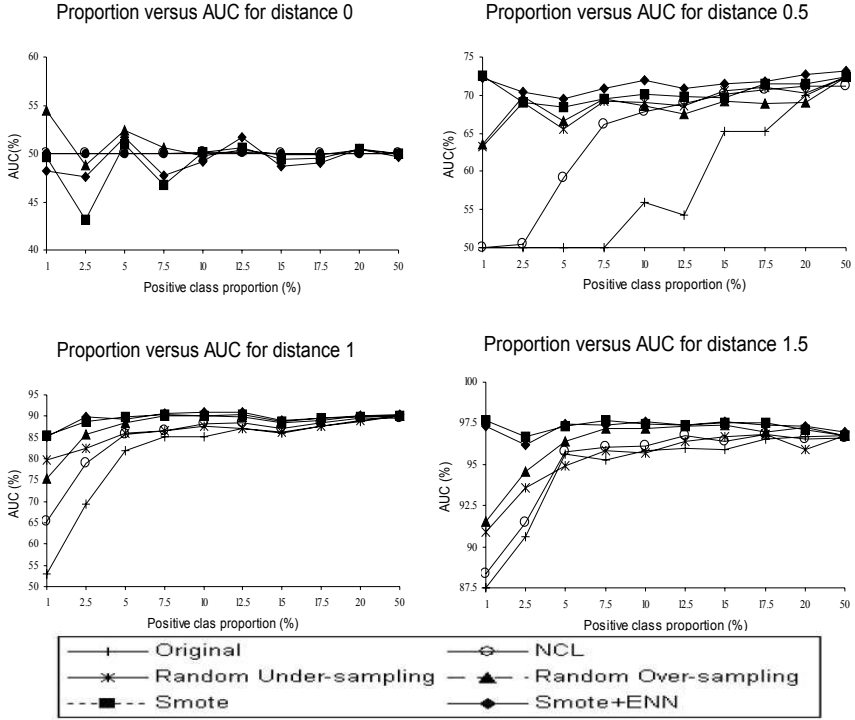 Proportion versus AUC for distance 0
60
55
50
45
40
AUC(%)
1 2.5 5 7.5 10 12.5 15 17.5 20 50
Positive class proportion (%)
Proportion versus AUC for distance 0.5
75
70
65
60
55
50
AUC(%)
1 2.5 5 7.5 10 12.5 15 17.5 20 50
Positive class proportion (%)
Proportion versus AUC for distance 1
95
90
85
80
75
70
65
60
55
50
AUC (%)
1 2.5 5 7.5 10 12.5 15 17.5 20 50
Positive clas proportion (%)
Proportion versus AUC for distance 1.5
100
97.5
95
92.5
90
87.5
AUC (%)
1 2.5 5 7.5 10 12.5 15 17.5 20 50
Positive class proportion (%)
Original
NCL
Random Under-sampling
Random Over-sampling
Smote
Smote+ENN